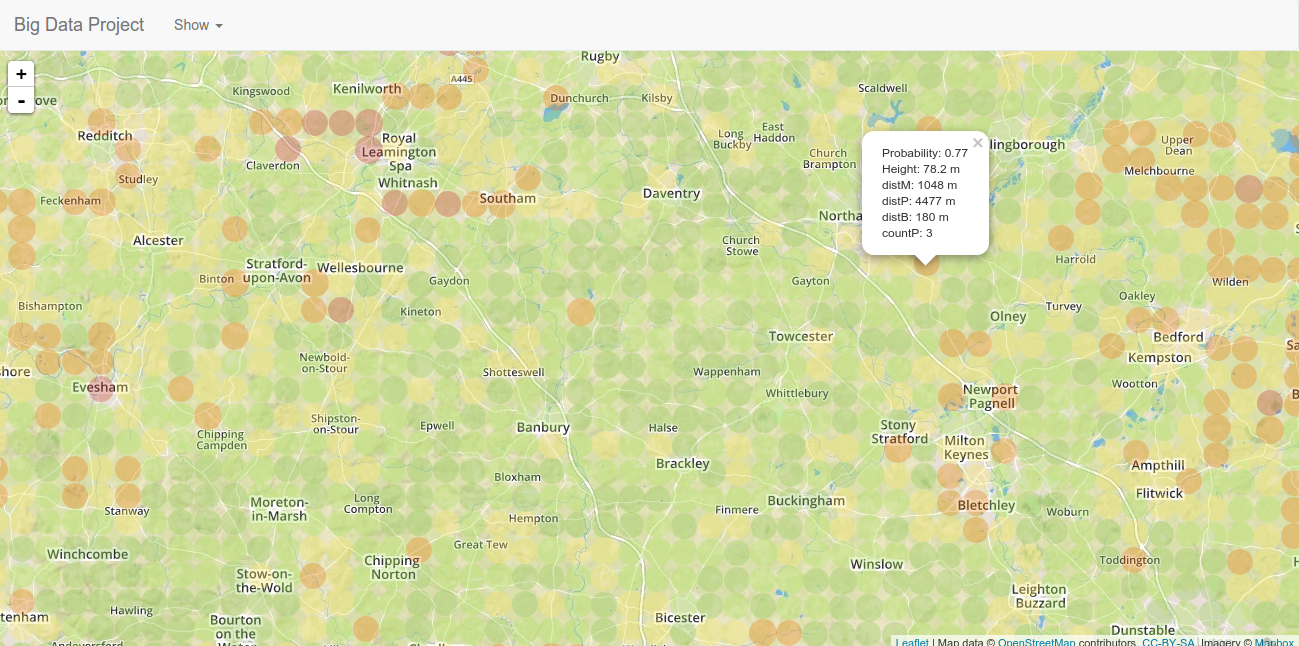 Big Data Project
Show
+
-
Rugby
A445
Kingswood
Kenilworth
Dunchurch
Kilsby
Scaldwell
ove
Redditch
Royal
Leamington
Spa
Long
Buckby
East
Haddon
Church
Brampton
lingborough
Upper
Dean
Claverdon
Whitnash
Melchbourne
Studley
Feckenham
Southam
Daventry
Northa
Probability: 0.77
Height: 78.2 m
distM: 1048 m
distP: 4477 m
distB: 180 m
countP: 3
×
Alcester
Church
Stowe
Harrold
Stratford-
upon-Avon
Wellesbourne
Binton
Gaydon
Gayton
Wilden
Bishampton
Kineton
Oakley
Turvey
Olney
Towcester
Bedford
Kempston
Sa
shore
Newbold-
on-Stour
Shotteswell
Wappenham
Evesham
Whittlebury
Newport
Pagnell
Wootton
B
Shipston-
on-Stour
Epwell
Banbury
Halse
Stony
Stratford
Chipping
Campden
Milton
Keynes
Brackley
Ampthill
Bloxham
Flitwick
Moreton-
in-Marsh
Long
Compton
Buckingham
Stanway
Hempton
Finmere
Bletchley
Woburn
Great Tew
Winchcombe
Chipping
Norton
Winslow
Toddington
Stow-on-
the-Wold
Leighton
Buzzard
Hawling
tenham
Bourton
on the
Bicester
Dunstable
Leaflet | Map data © OpenStreetMap contributors, CC-BY-SA, Imagery © Mapbox